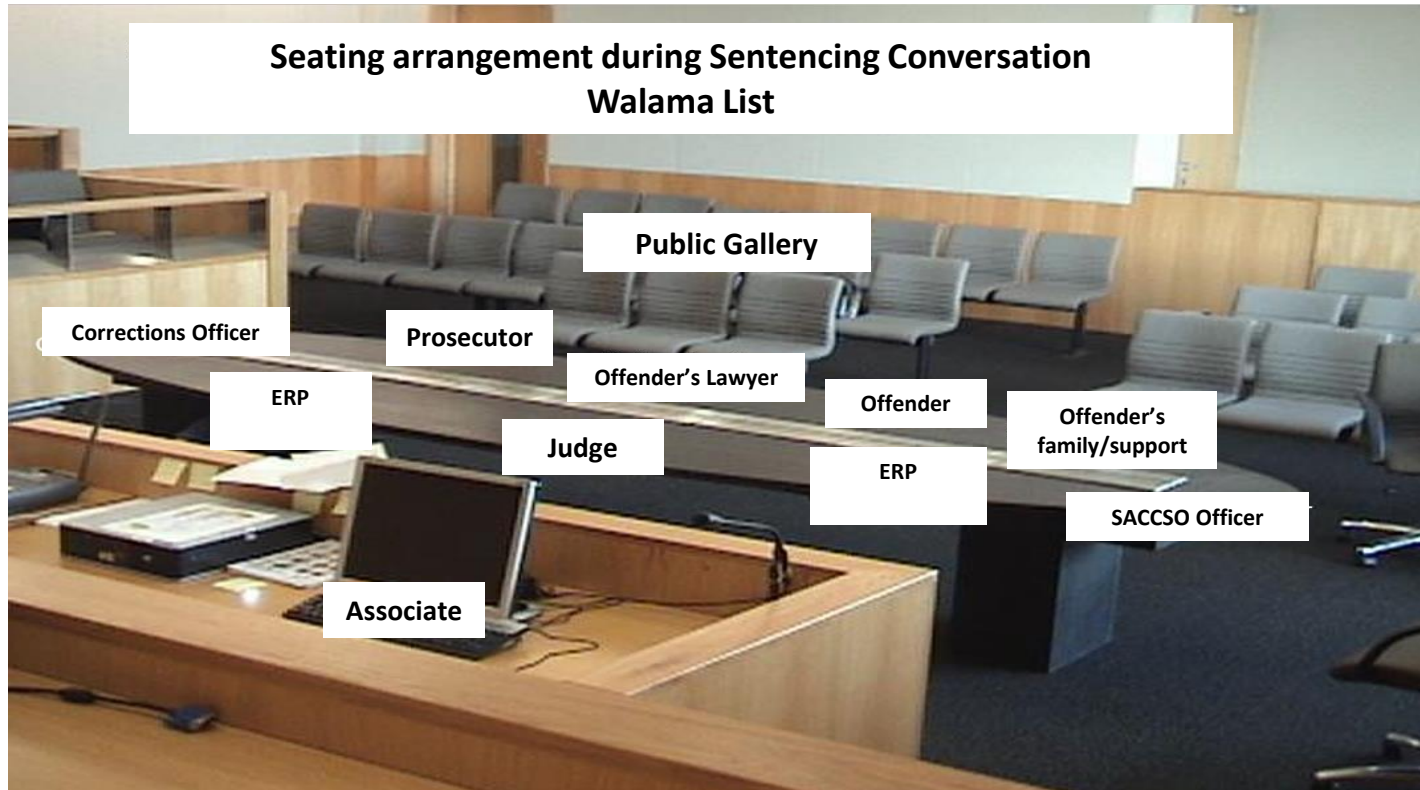 Seating arrangement during Sentencing Conversation
Walama List
Public Gallery
Corrections Officer
Prosecutor
Offender's Lawyer
ERP
Offender
Offender's
family/support
Judge
ERP
SACCSO Officer
Associate